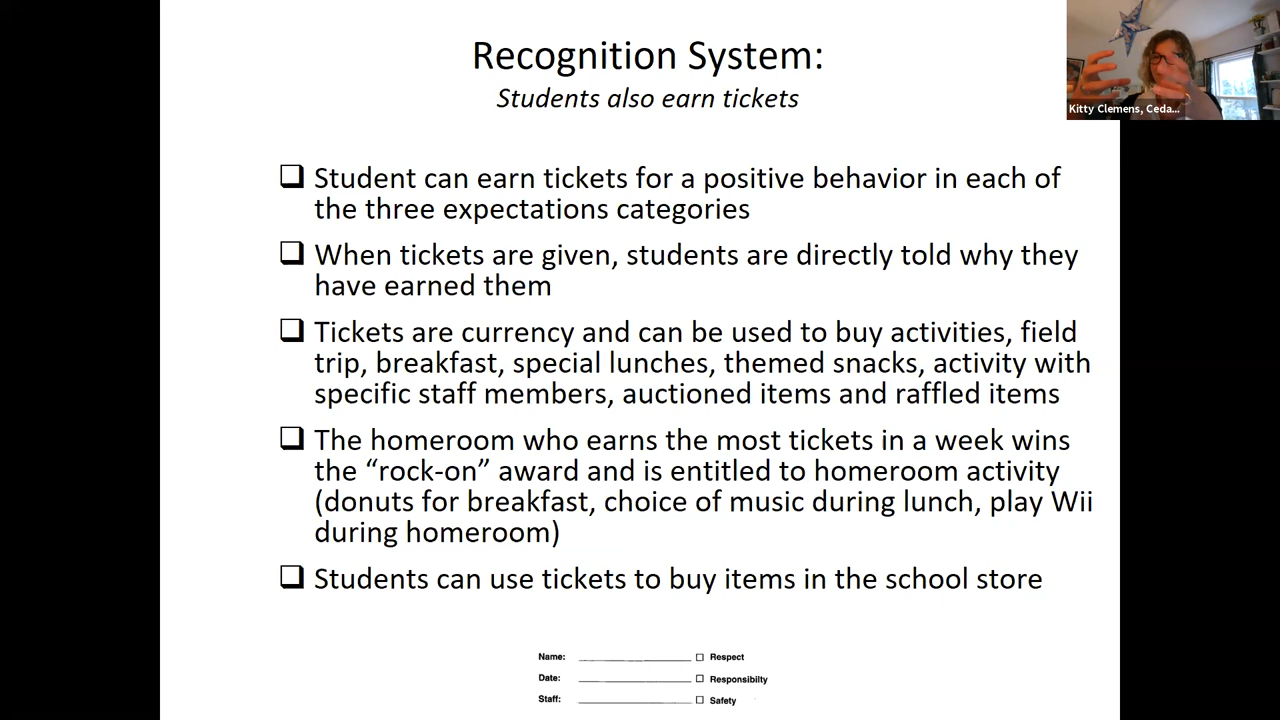 Recognition System:
Students also earn tickets
Kitty Clemens, Ceda...
❑ Student can earn tickets for a positive behavior in each of
the three expectations categories
❑ When tickets are given, students are directly told why they
have earned them
❑ Tickets are currency and can be used to buy activities, field
trip, breakfast, special lunches, themed snacks, activity with
specific staff members, auctioned items and raffled items
❑ The homeroom who earns the most tickets in a week wins
the “rock-on” award and is entitled to homeroom activity
(donuts for breakfast, choice of music during lunch, play Wii
during homeroom)
❑ Students can use tickets to buy items in the school store
Name: ____________________ ☐ Respect
Date: ____________________ ☐ Responsibilty
Staff: ____________________ ☐ Safety